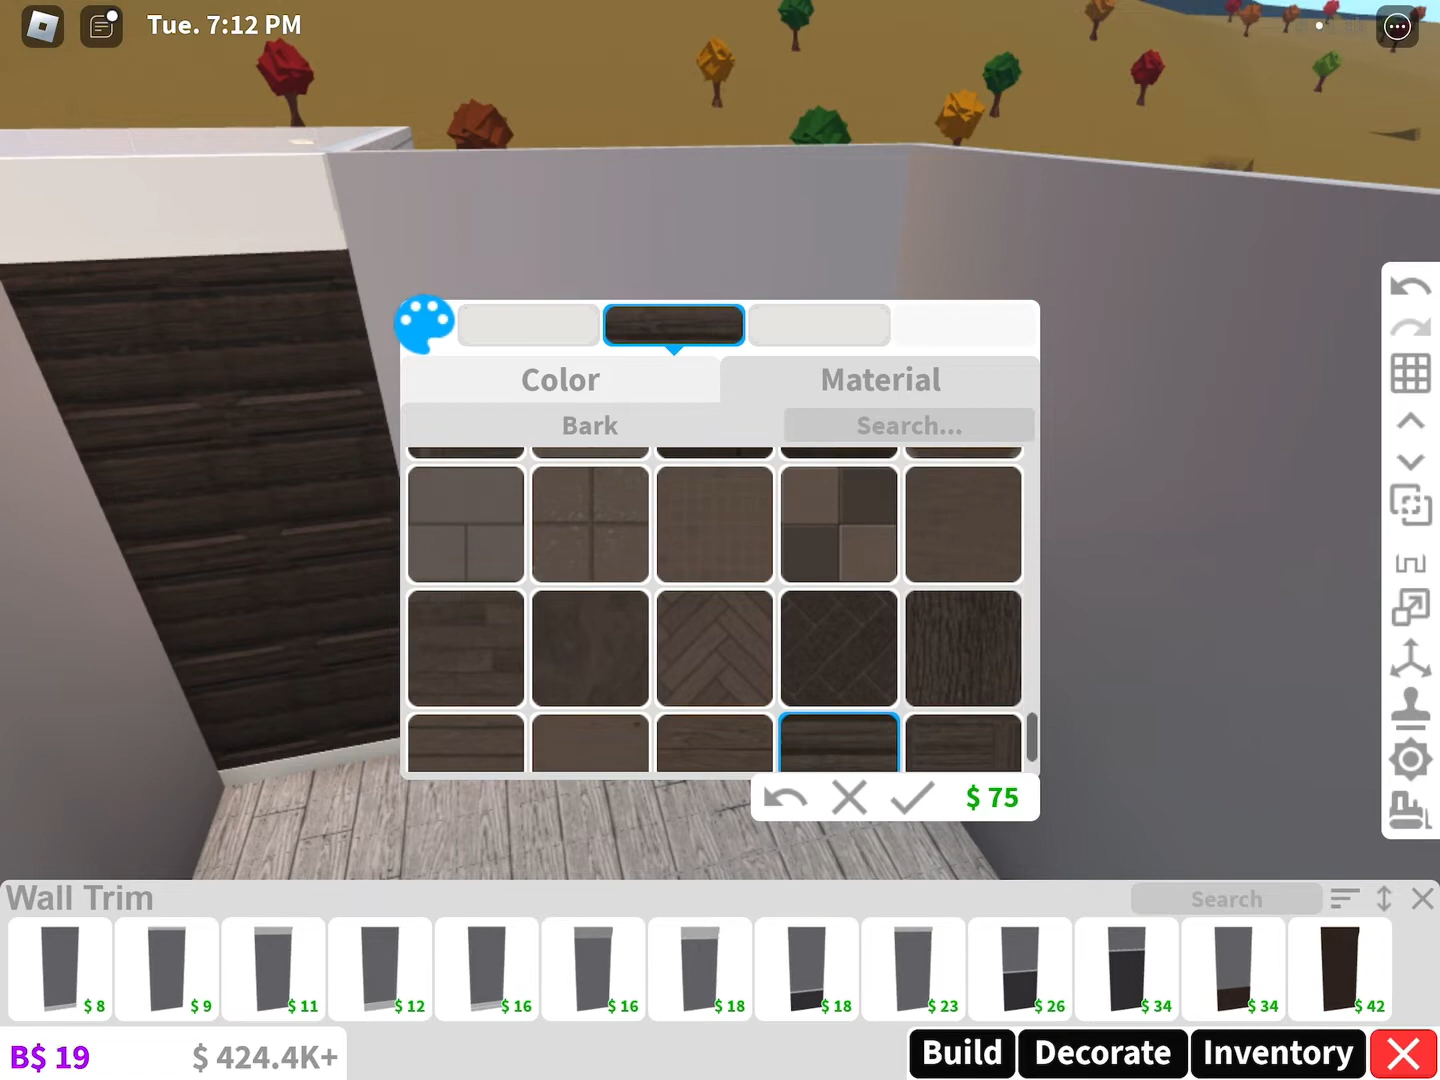 Tue. 7:12 PM
Color
Material
Bark
Search...
$ 75
Wall Trim
Search
$ 8
$ 9
$ 11
$ 12
$ 16
$ 16
$ 18
$ 18
$ 23
$ 26
$ 34
$ 34
$ 42
B$ 19
$ 424.4K+
Build
Decorate
Inventory